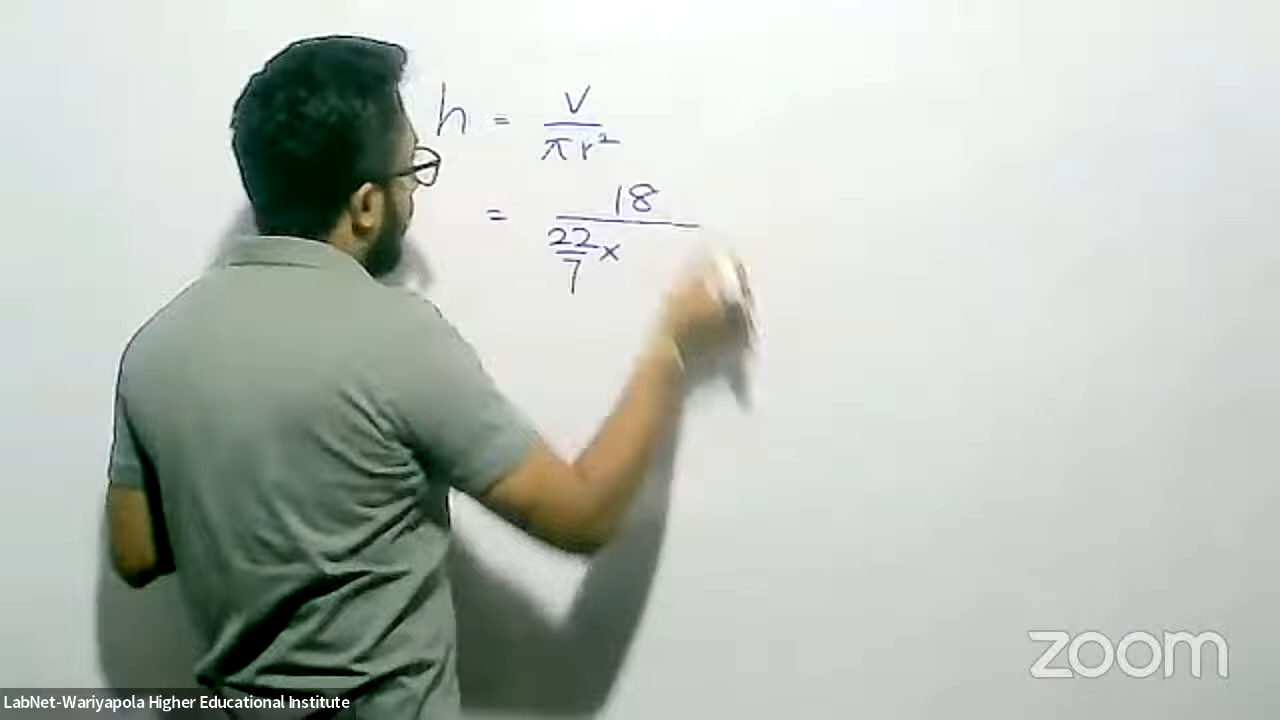 h = V / πr²
= 18 / 22/7 ×
zoom
LabNet-Wariyapola Higher Educational Institute